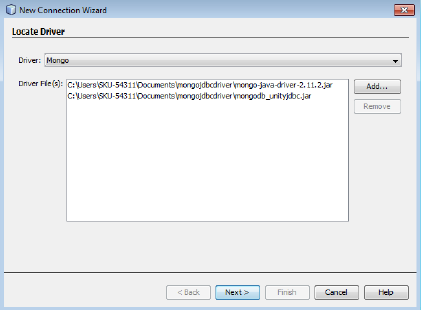 New Connection Wizard
Locate Driver
Driver: Mongo
Driver File(s): C:\Users\SKU-54311\Documents\mongojdbcdriver\mongo-java-driver-2.11.2.jar Add...
C:\Users\SKU-54311\Documents\mongojdbcdriver\mongodb_unityjdbc.jar Remove
< Back Next > Finish Cancel Help